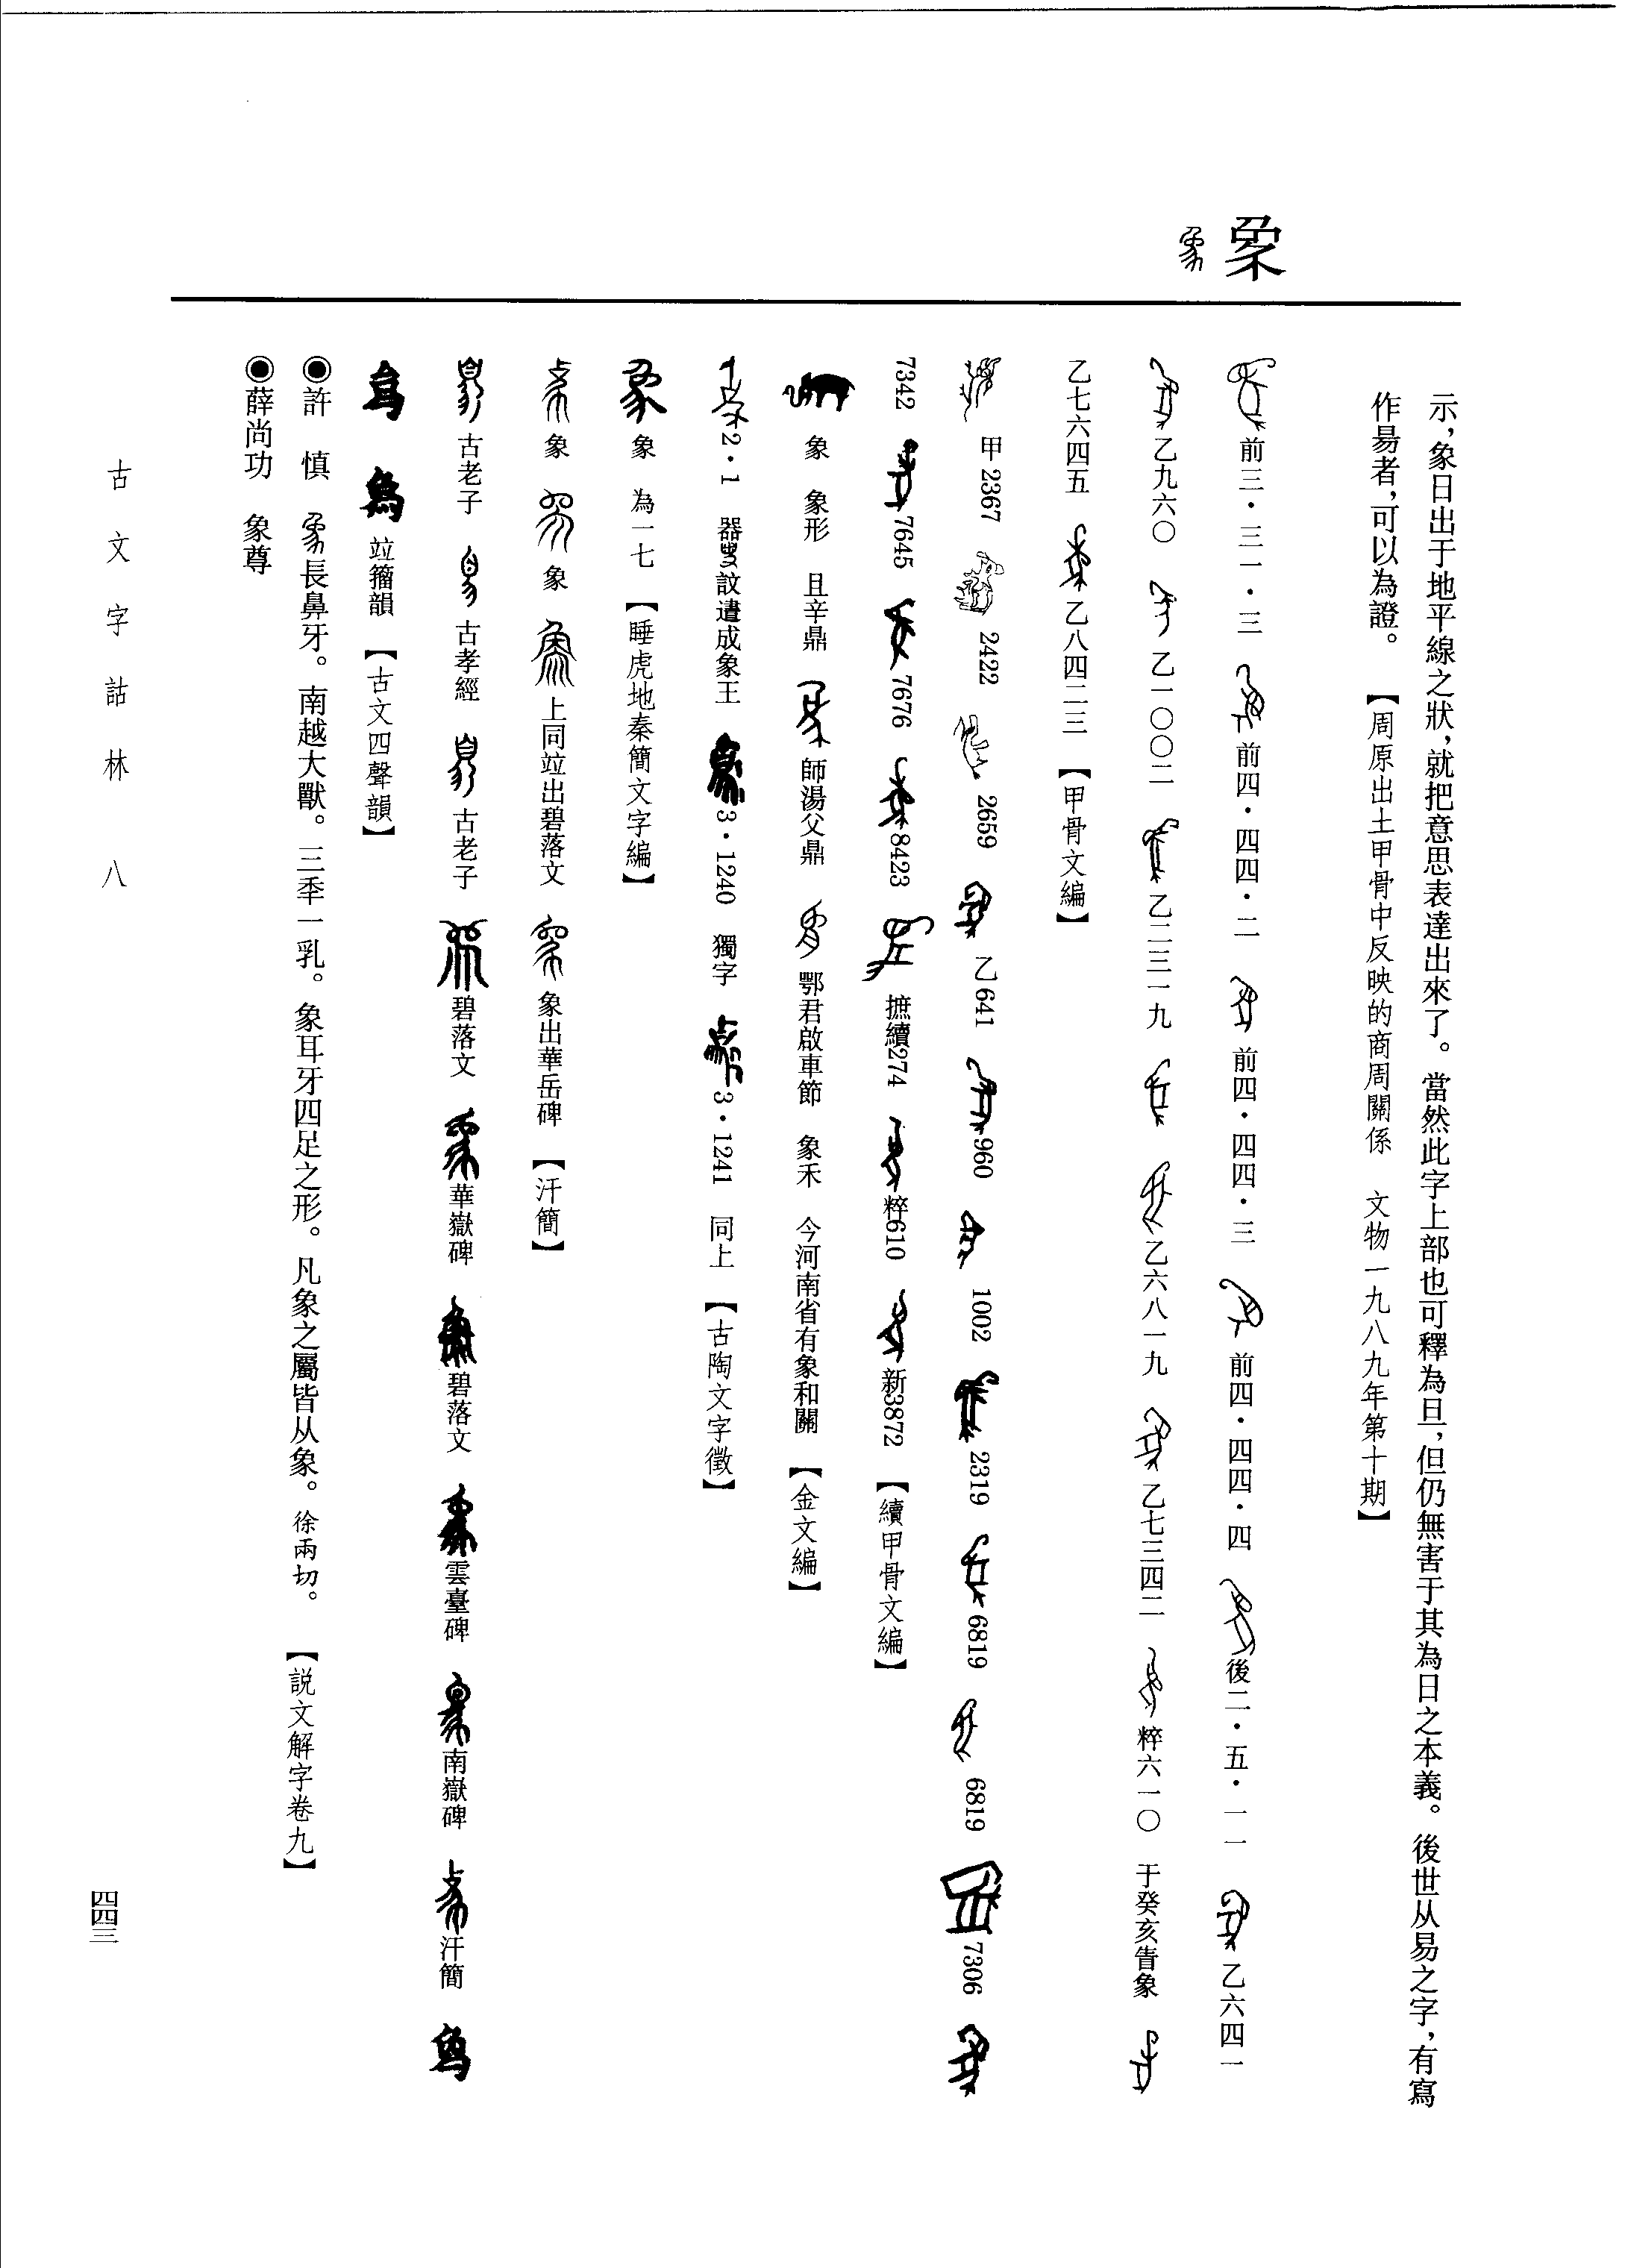 示，象日出于地平線之狀，就把意思表達出來了。當然此字上部也可釋為旦，但仍無害于其為日之本義。後世从易之字，有寫
作昜者，可以為證。　【周原出土甲骨中反映的商周關係　文物一九八九年第十期】
前三·三一·三　前四·四四·二　前四·四四·三　前四·四四·四　後二·五·一一　乙六四一
乙九六〇　乙一〇〇二　乙二三一九　乙六八一九　乙七三四二　粹六一〇　于癸亥眚象
乙七六四五　乙八四二三　【甲骨文編】
甲2367　2422　2659　乙641　960　1002　2319　6819　6819　7306
7342　7645　7676　8423　摭續274　粹610　新3872　【續甲骨文編】
象　象形　且辛鼎　師湯父鼎　鄂君啟車節　象禾　今河南省有象和關　【金文編】
2·1　遣成象王　3·1240　獨字　3·1241　同上　【古陶文字徵】
象　為一七　【睡虎地秦簡文字編】
象　象　上同竝出碧落文　象出華岳碑　【汗簡】
古老子　古孝經　古老子　碧落文　華嶽碑　碧落文　雲臺碑　南嶽碑　汗簡
竝籀韻　【古文四聲韻】
◉許　慎　長鼻牙。南越大獸。三秊一乳。象耳牙四足之形。凡象之屬皆从象。徐兩切。　【説文解字卷九】
◉薛尚功　象尊
古文字詁林　八
四四三